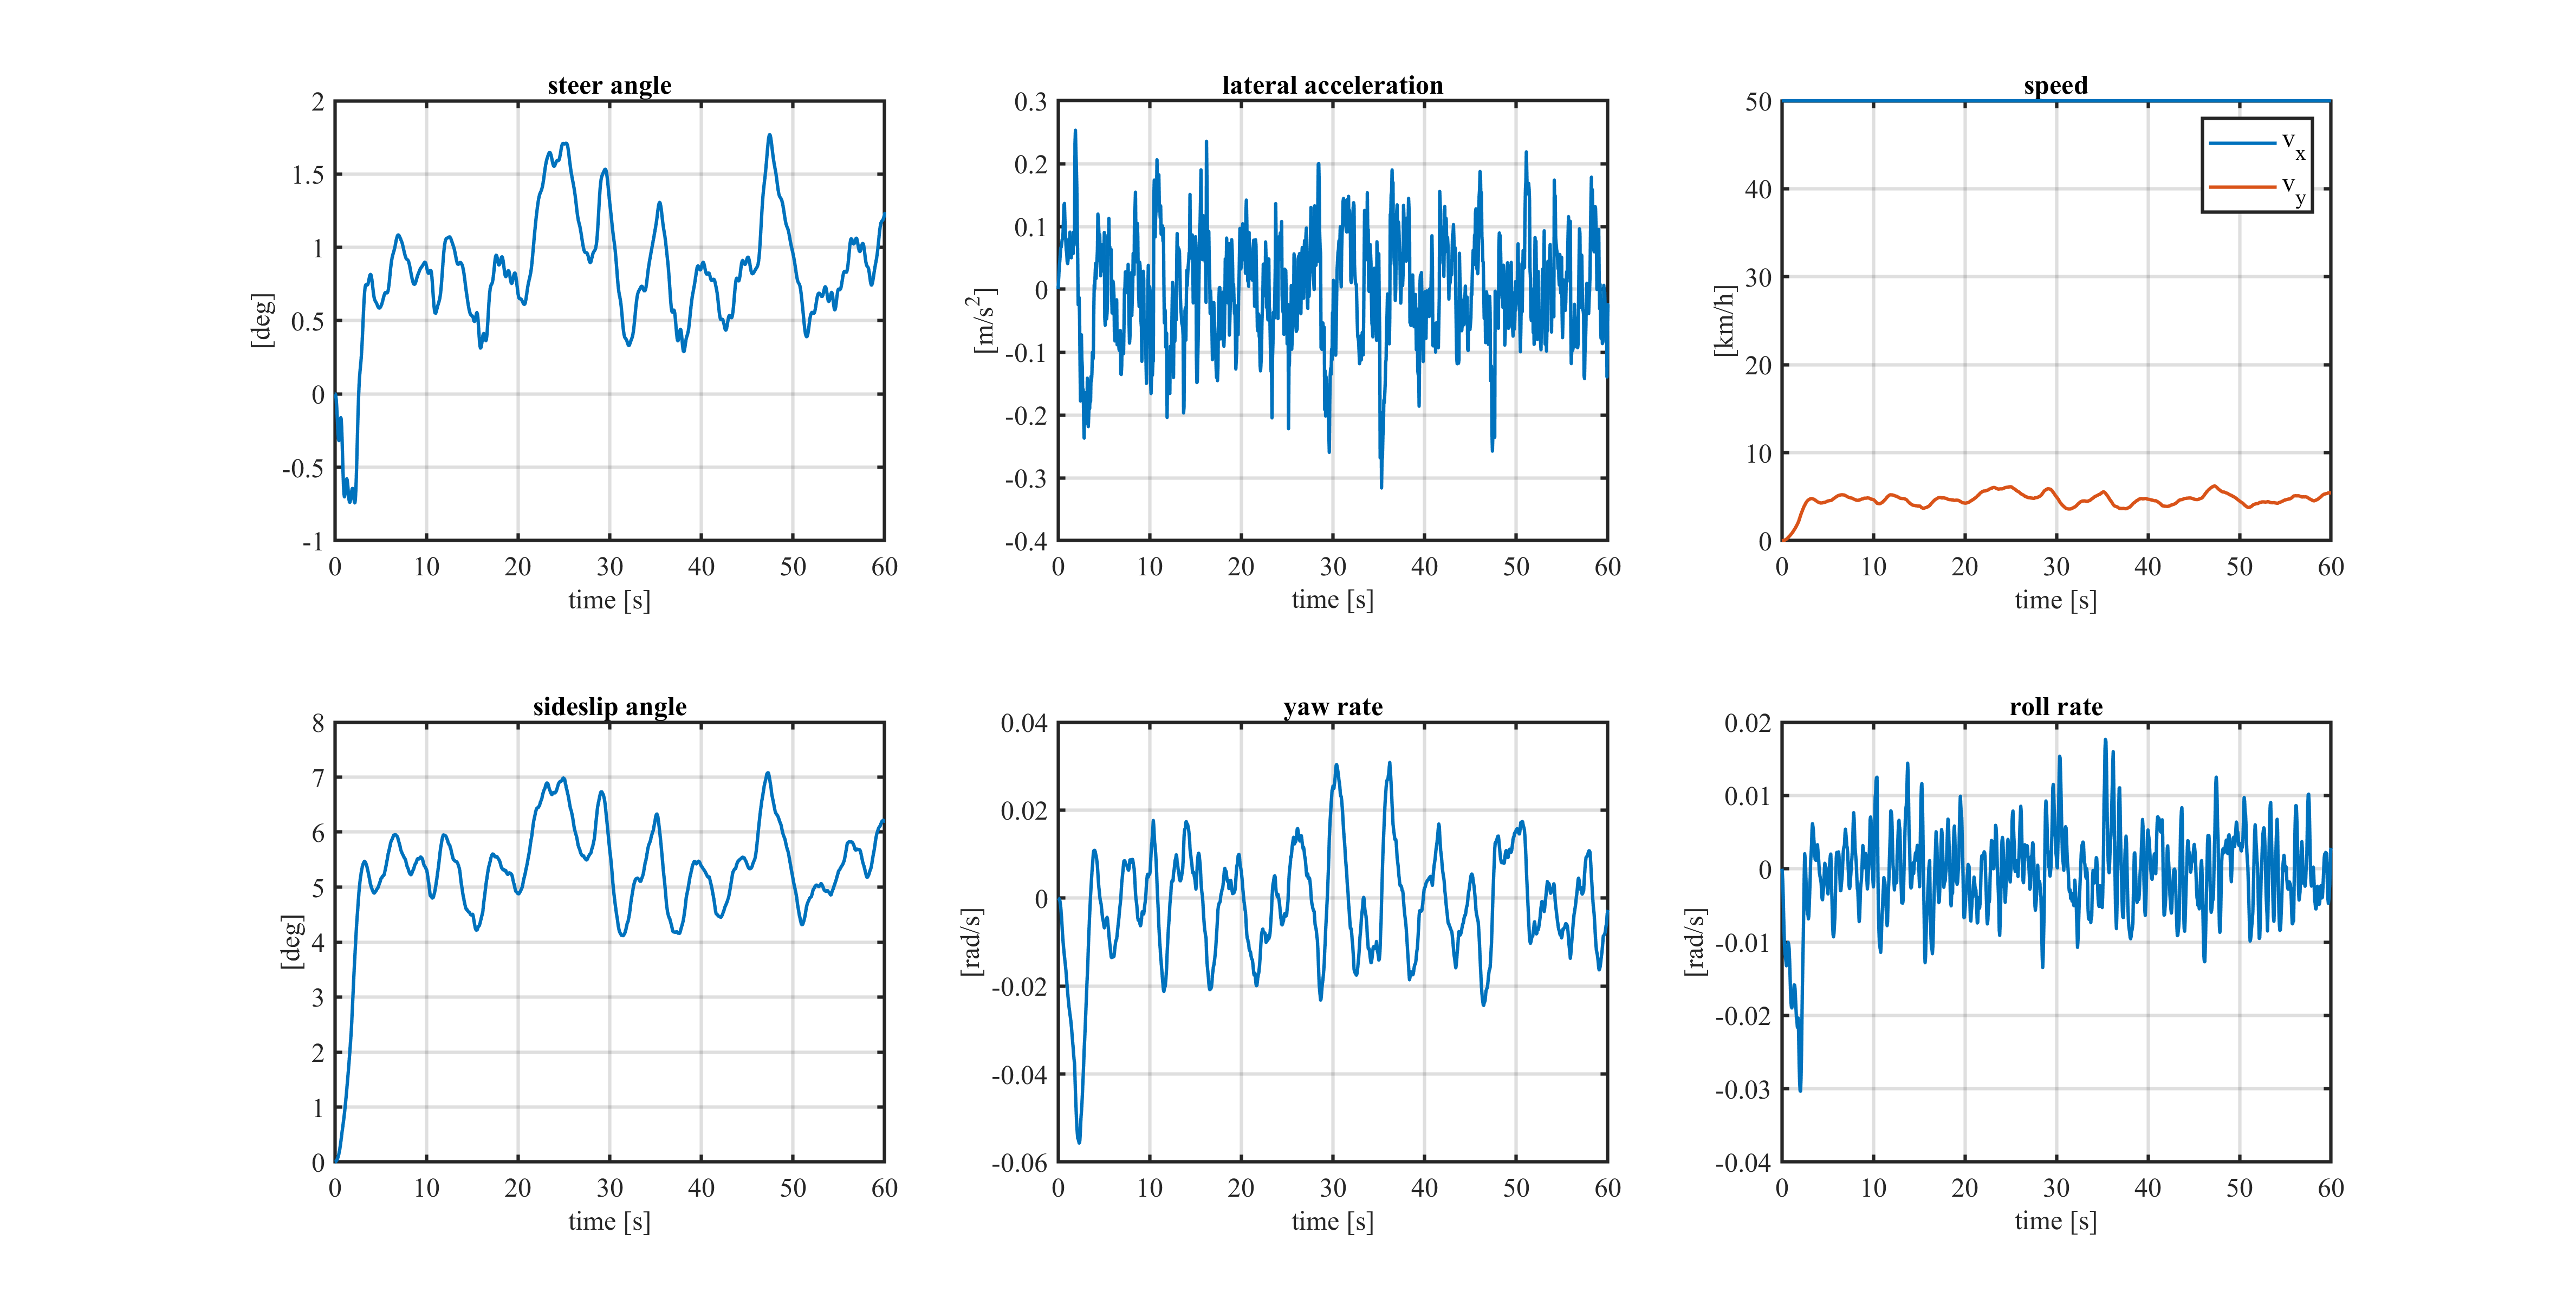 steer angle
2
1.5
1
0.5
0
-0.5
-1
[deg]
0 10 20 30 40 50 60
time [s]
lateral acceleration
0.3
0.2
0.1
0
-0.1
-0.2
-0.3
-0.4
[m/s²]
0 10 20 30 40 50 60
time [s]
speed
50
40
30
20
10
0
[km/h]
v_x
v_y
0 10 20 30 40 50 60
time [s]
sideslip angle
8
7
6
5
4
3
2
1
0
[deg]
0 10 20 30 40 50 60
time [s]
yaw rate
0.04
0.02
0
-0.02
-0.04
-0.06
[rad/s]
0 10 20 30 40 50 60
time [s]
roll rate
0.02
0.01
0
-0.01
-0.02
-0.03
-0.04
[rad/s]
0 10 20 30 40 50 60
time [s]